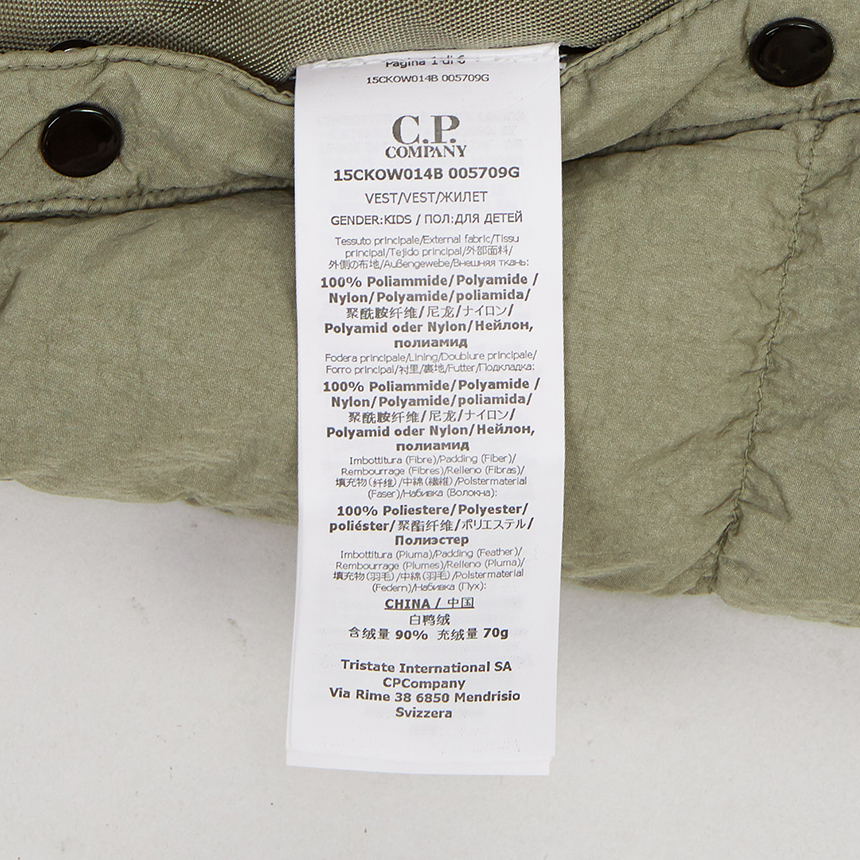 Pagina 1 di 6
15CKOW014B 005709G
C.P.
COMPANY
15CKOW014B 005709G
VEST/VEST/ЖИЛЕТ
GENDER:KIDS / ПОЛ:ДЛЯ ДЕТЕЙ
Tessuto principale/External fabric/Tissu
principal/Tejido principal/外部面料/
外側の布地/Außengewebe/Внешняя ткань:
100% Poliammide/Polyamide /
Nylon/Polyamide/poliamida/
聚酰胺纤维/尼龙/ナイロン/
Polyamid oder Nylon/Нейлон,
полиамид
Fodera principale/Lining/Doublure principale/
Forro principal/衬里/裏地/Futter/Подкладка:
100% Poliammide/Polyamide /
Nylon/Polyamide/poliamida/
聚酰胺纤维/尼龙/ナイロン/
Polyamid oder Nylon/Нейлон,
полиамид
Imbottitura (Fibre)/Padding (Fiber)/
Rembourrage (Fibres)/Relleno (Fibras)/
填充物(纤维)/中綿(繊維)/Polstermaterial
(Faser)/Набивка (Волокна):
100% Poliestere/Polyester/
poliéster/聚酯纤维/ポリエステル/
Полиэстер
Imbottitura (Piuma)/Padding (Feather)/
Rembourrage (Plumes)/Relleno (Pluma)/
填充物(羽毛)/中綿(羽毛)/Polstermaterial
(Federn)/Набивка (Пух):
CHINA / 中国
白鸭绒
含绒量 90% 充绒量 70g
Tristate International SA
CPCompany
Via Rime 38 6850 Mendrisio
Svizzera